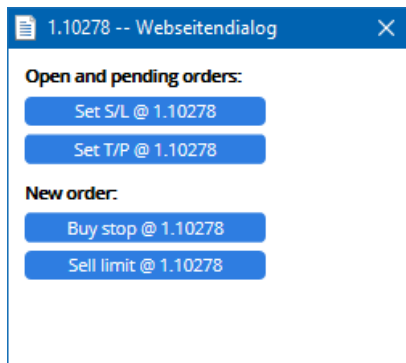 1.10278 -- Webseitendialog
Open and pending orders:
Set S/L @ 1.10278
Set T/P @ 1.10278
New order:
Buy stop @ 1.10278
Sell limit @ 1.10278